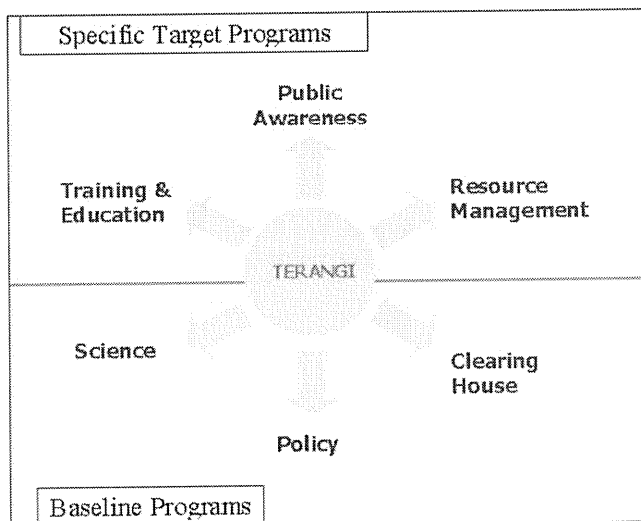 Specific Target Programs
Public
Awareness
Training &
Education
Resource
Management
TERANGI
Science
Clearing
House
Policy
Baseline Programs